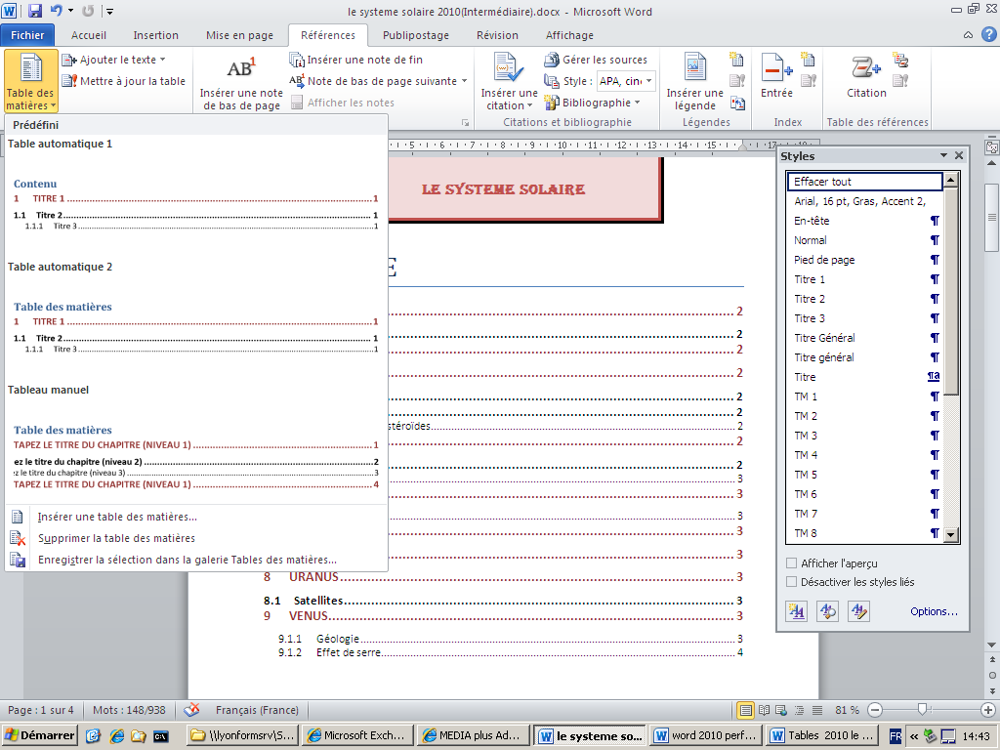 le systeme solaire 2010(Intermédiaire).docx - Microsoft Word
Fichier Accueil Insertion Mise en page Références Publipostage Révision Affichage
Table des matières
Ajouter le texte
Mettre à jour la table
AB1
Insérer une note de bas de page
Insérer une note de fin
Note de bas de page suivante
Afficher les notes
Insérer une citation
Gérer les sources
Style : APA, cin
Bibliographie
Citations et bibliographie
Insérer une légende
Légendes
Entrée
Index
Citation
Table des références
Prédéfini
Table automatique 1
Contenu
1 TITRE 1 1
1.1 Titre 2 1
1.1.1 Titre 3 1
Table automatique 2
Table des matières
1 TITRE 1 1
1.1 Titre 2 1
1.1.1 Titre 3 1
Tableau manuel
Table des matières
TAPEZ LE TITRE DU CHAPITRE (NIVEAU 1) 1
ez le titre du chapitre (niveau 2) 2
z le titre du chapitre (niveau 3) 3
TAPEZ LE TITRE DU CHAPITRE (NIVEAU 1) 4
Insérer une table des matières...
Supprimer la table des matières
Enregistrer la sélection dans la galerie Tables des matières...
1 5 6 7 8 9 10 11 12 13 14 15 17
LE SYSTEME SOLAIRE
E
2
2
2
2
2
2
stéroïdes 2
2
2
3
3
3
3
3
8 URANUS 3
8.1 Satellites 3
9 VENUS 3
9.1.1 Géologie 3
9.1.2 Effet de serre 4
Styles
Effacer tout
Arial, 16 pt, Gras, Accent 2,
En-tête
Normal
Pied de page
Titre 1
Titre 2
Titre 3
Titre Général
Titre général
Titre
TM 1
TM 2
TM 3
TM 4
TM 5
TM 6
TM 7
TM 8
Afficher l'aperçu
Désactiver les styles liés
Options...
Page : 1 sur 4 Mots : 148/938 Français (France) 81 %
Démarrer \\lyonformsrv\S... Microsoft Exch... MEDIA plus Ad... le systeme so... word 2010 perf... Tables 2010 le ... FR 14:43